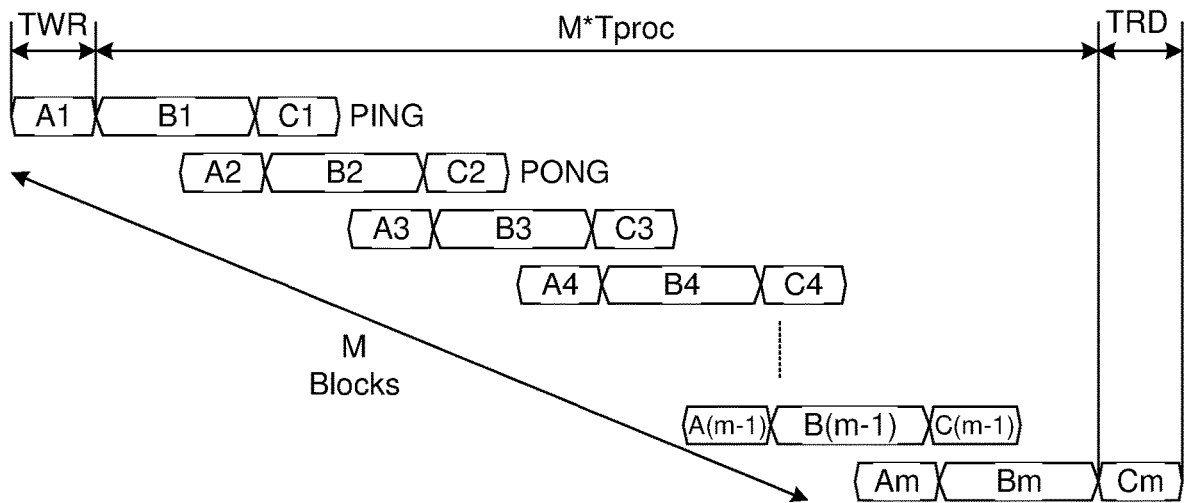 TWR M*Tproc TRD
A1 B1 C1 PING
A2 B2 C2 PONG
A3 B3 C3
A4 B4 C4
M
Blocks
A(m-1) B(m-1) C(m-1)
Am Bm Cm